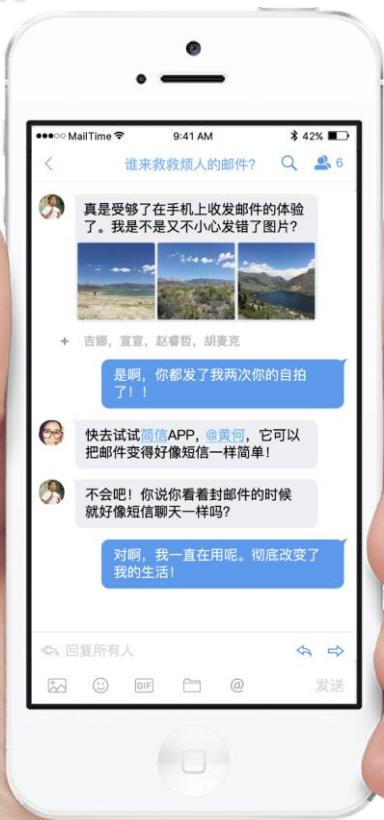 MailTime 9:41 AM 42%
谁来救救烦人的邮件? 6
真是受够了在手机上收发邮件的体验
了。我是不是又不小心发错了图片?
+ 吉娜，宣宣，赵睿哲，胡麦克
是啊，你都发了我两次你的自拍
了！！
快去试试简信APP，@黄何，它可以
把邮件变得好像短信一样简单！
不会吧！你说你看着封邮件的时候
就好像短信聊天一样吗?
对啊，我一直在用呢。彻底改变了
我的生活！
回复所有人
GIF @ 发送